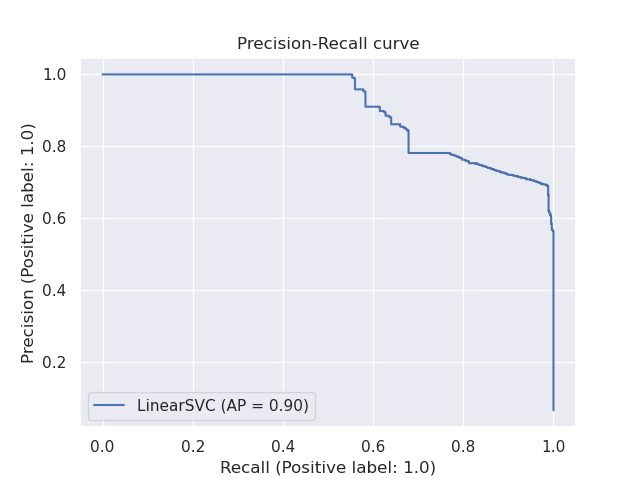 Precision-Recall curve
1.0
0.8
0.6
0.4
0.2
Precision (Positive label: 1.0)
LinearSVC (AP = 0.90)
0.0 0.2 0.4 0.6 0.8 1.0
Recall (Positive label: 1.0)